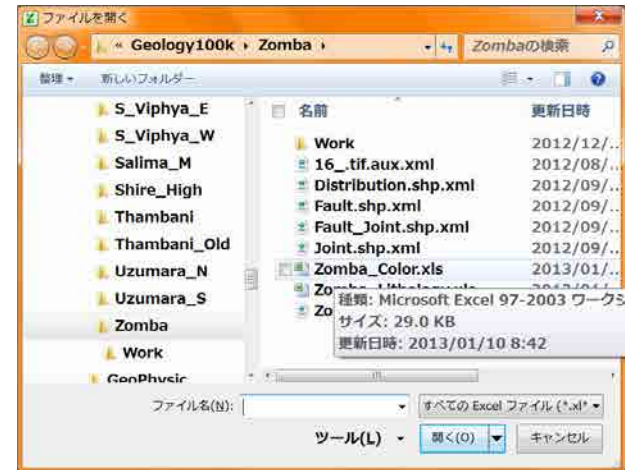 ファイルを開く
« Geology100k Zomba
Zombaの検索
整理
新しいフォルダー
S_Viphya_E
S_Viphya_W
Salima_M
Shire_High
Thambani
Thambani_Old
Uzumara_N
Uzumara_S
Zomba
Work
GeoPhysic
名前 更新日時
Work 2012/12/...
16_.tif.aux.xml 2012/08/...
Distribution.shp.xml 2012/09/...
Fault.shp.xml 2012/09/...
Fault_Joint.shp.xml 2012/09/...
Joint.shp.xml 2012/09/...
Zomba_Color.xls 2013/01/...
種類: Microsoft Excel 97-2003 ワークシ
サイズ: 29.0 KB
更新日時: 2013/01/10 8:42
ファイル名(N):
すべての Excel ファイル (*.xl*
ツール(L)
開く(O)
キャンセル